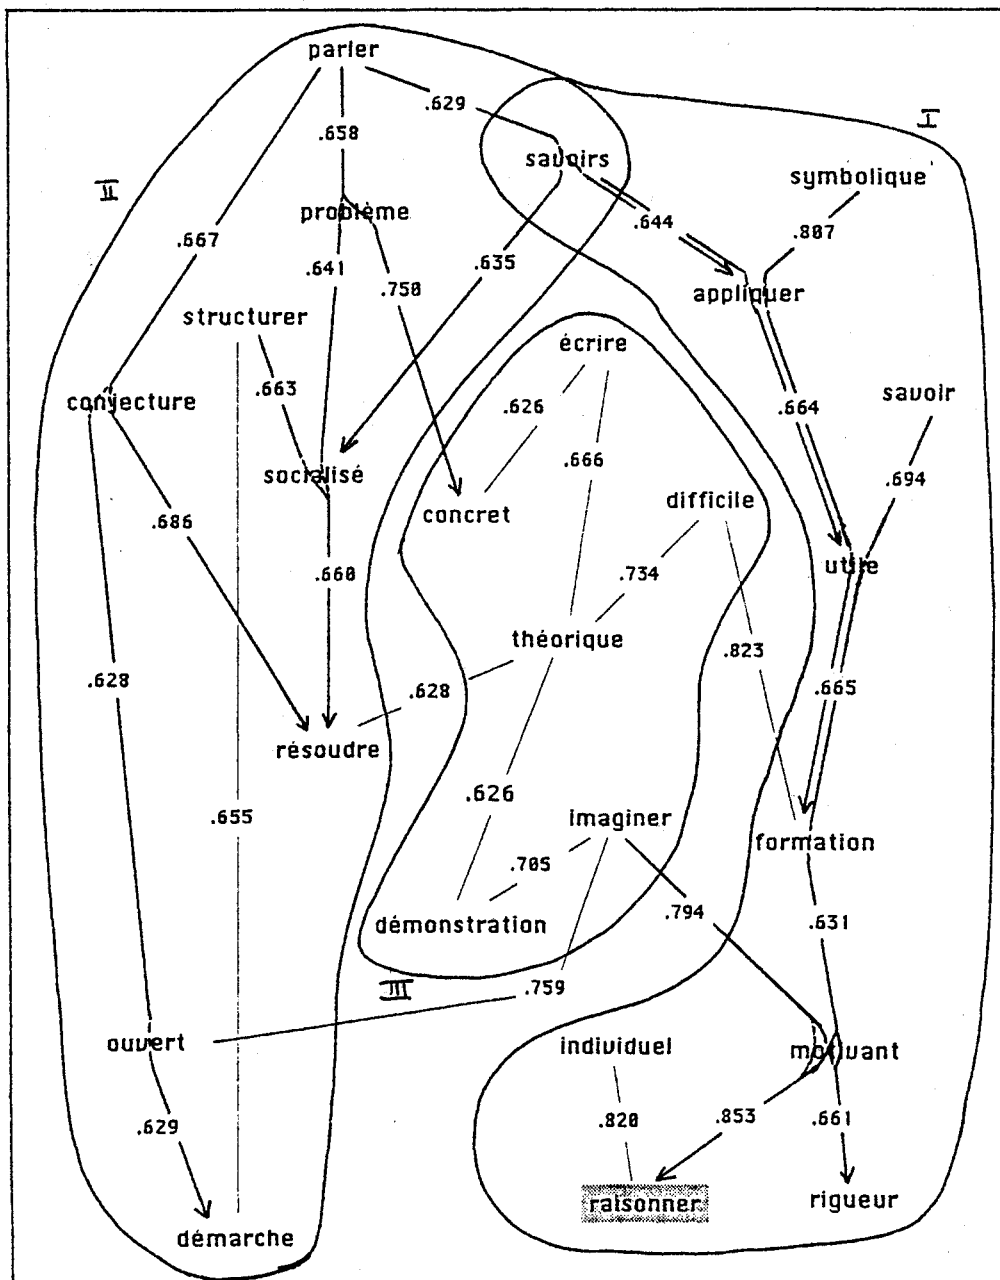 parler
.629
I
.658
savoirs
symbolique
II
problème
.644
.807
.667
.641
.635
.750
appliquer
structurer
écrire
.663
conjecture
.626
.664
savoir
.666
socialisé
.694
difficile
concret
.686
utile
.660
.734
théorique
.823
.628
.628
.665
résoudre
.626
.655
imaginer
formation
.705
démonstration
.794
.631
III
.759
ouvert
individuel
motivant
.629
.820
.853
.661
raisonner
rigueur
démarche